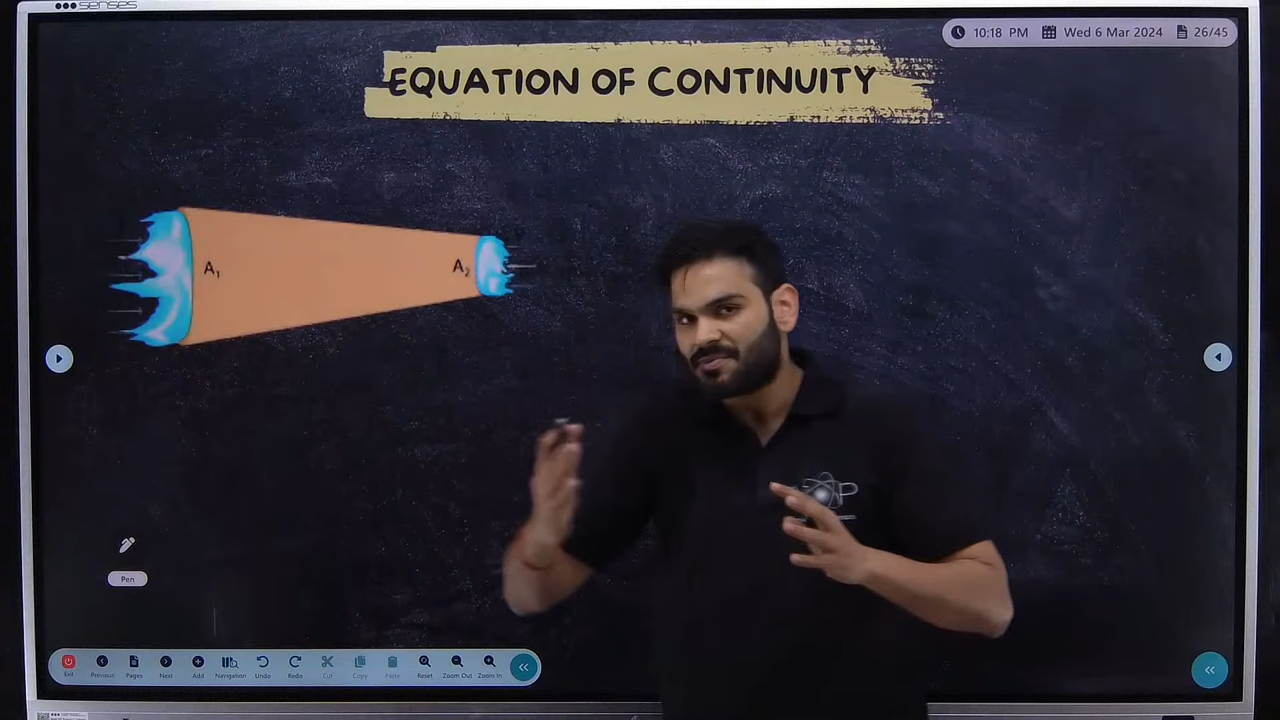 senses
10:18 PM Wed 6 Mar 2024 26/45
EQUATION OF CONTINUITY
A₁
A₂
Pen
Exit Previous Pages Next Add Navigation Undo Redo Cut Copy Paste Reset Zoom Out Zoom In